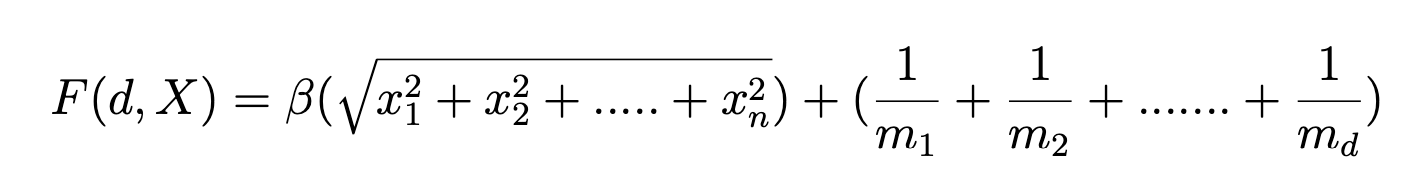 F(d, X) = β(√(x₁² + x₂² + ..... + xₙ²)) + (1/m₁ + 1/m₂ + ....... + 1/m_d)